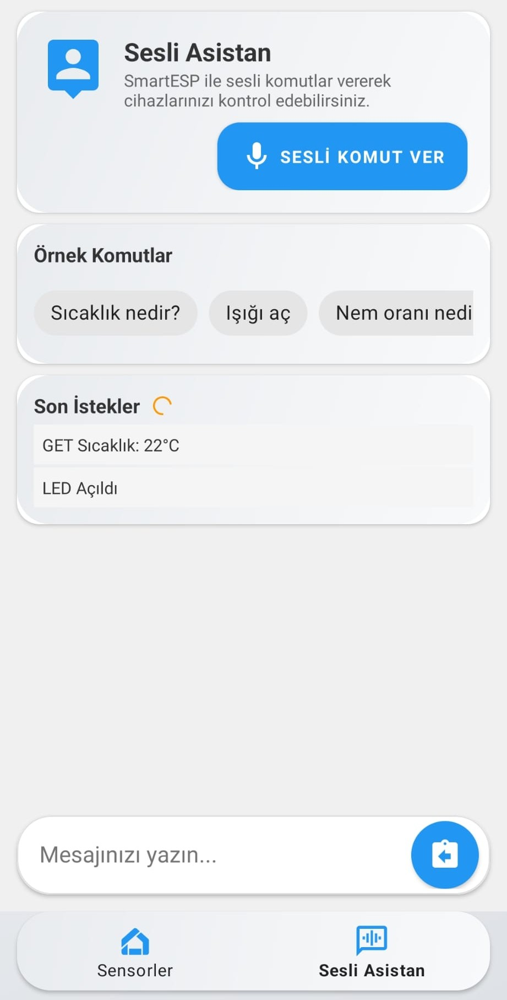 Sesli Asistan
SmartESP ile sesli komutlar vererek
cihazlarınızı kontrol edebilirsiniz.
SESLİ KOMUT VER
Örnek Komutlar
Sıcaklık nedir?
Işığı aç
Nem oranı nedi
Son İstekler
GET Sıcaklık: 22°C
LED Açıldı
Mesajınızı yazın...
Sensorler
Sesli Asistan